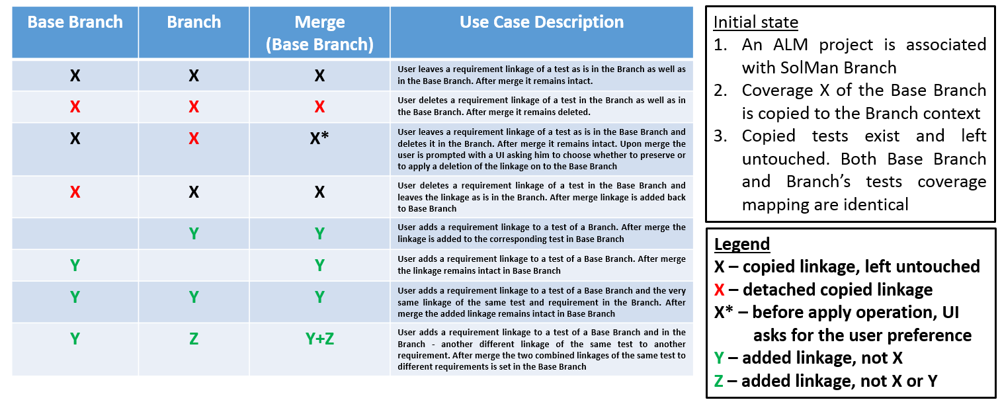 Base Branch
Branch
Merge
(Base Branch)
Use Case Description
X
X
X
User leaves a requirement linkage of a test as is in the Branch as well as
in the Base Branch. After merge it remains intact.
X
X
X
User deletes a requirement linkage of a test in the Branch as well as in
the Base Branch. After merge it remains deleted.
X
X
X*
User leaves a requirement linkage of a test as is in the Base Branch and
deletes it in the Branch. After merge it remains intact. Upon merge the
user is prompted with a UI asking him to choose whether to preserve or
to apply a deletion of the linkage on to the Base Branch
X
X
X
User deletes a requirement linkage of a test in the Base Branch and
leaves the linkage as is in the Branch. After merge linkage is added back
to Base Branch
Y
Y
User adds a requirement linkage to a test of a Branch. After merge the
linkage is added to the corresponding test in Base Branch
Y
Y
User adds a requirement linkage to a test of a Base Branch. After merge
the linkage remains intact in Base Branch
Y
Y
Y
User adds a requirement linkage to a test of a Base Branch and the very
same linkage of the same test and requirement in the Branch. After
merge the added linkage remains intact in Base Branch
Y
Z
Y+Z
User adds a requirement linkage to a test of a Base Branch and in the
Branch - another different linkage of the same test to another
requirement. After merge the two combined linkages of the same test to
different requirements is set in the Base Branch
Initial state
1. An ALM project is associated
with SolMan Branch
2. Coverage X of the Base Branch
is copied to the Branch context
3. Copied tests exist and left
untouched. Both Base Branch
and Branch’s tests coverage
mapping are identical
Legend
X – copied linkage, left untouched
X – detached copied linkage
X* – before apply operation, UI
asks for the user preference
Y – added linkage, not X
Z – added linkage, not X or Y